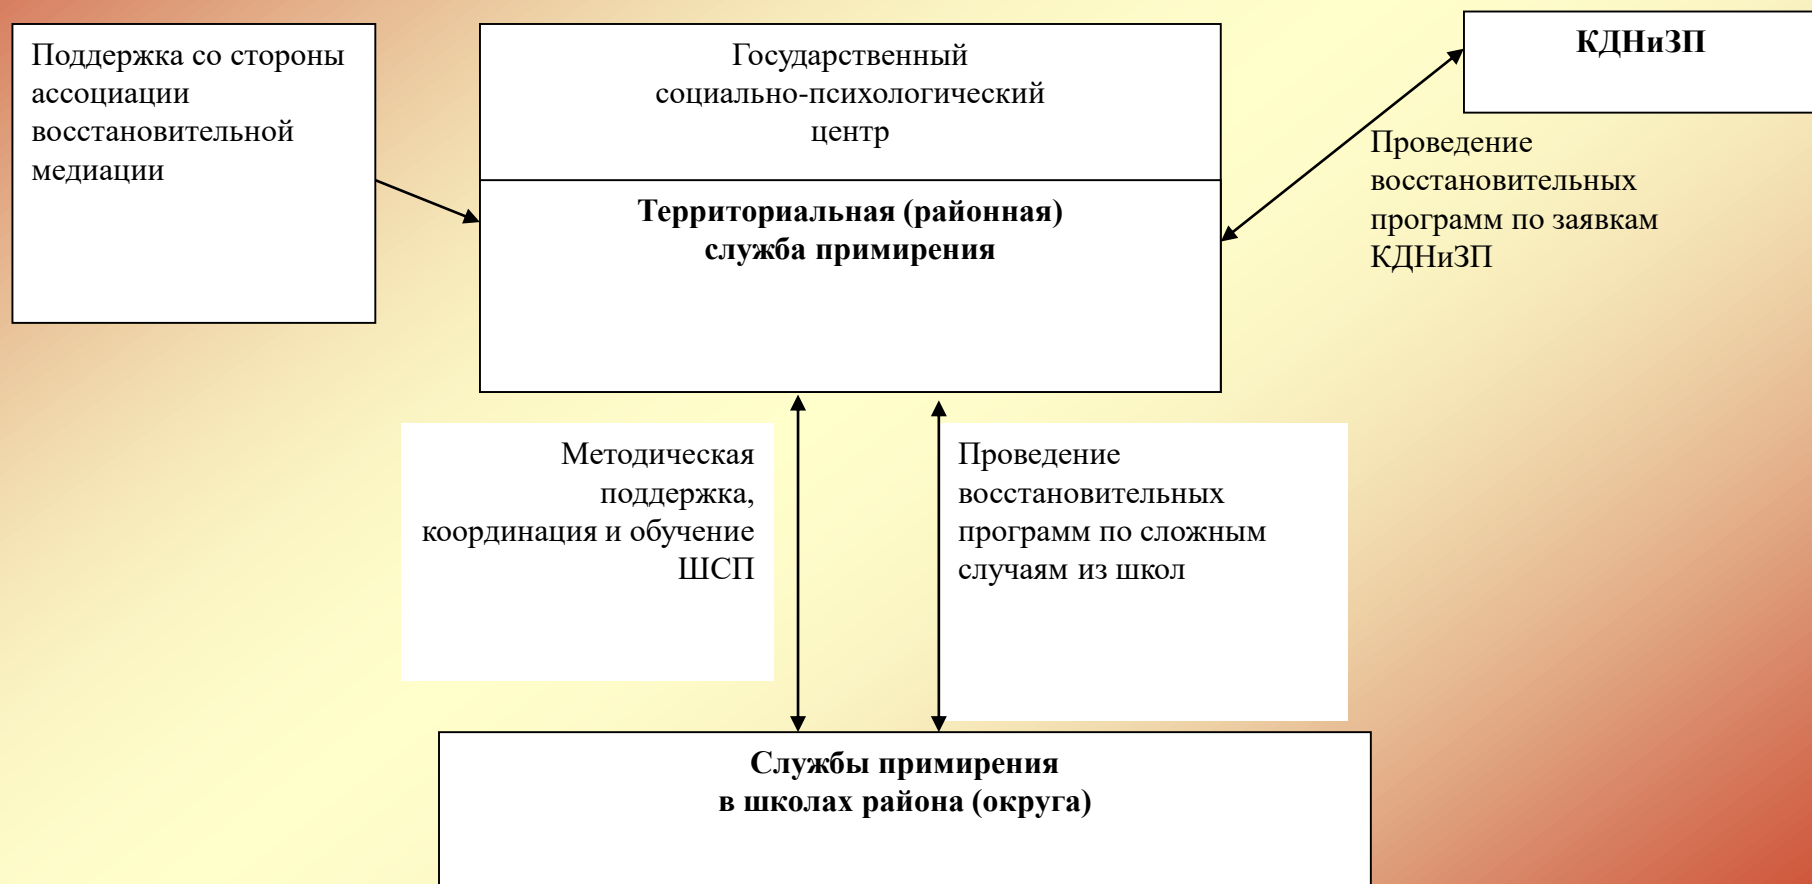 Поддержка со стороны
ассоциации
восстановительной
медиации
Государственный
социально-психологический
центр
Территориальная (районная)
служба примирения
КДНиЗП
Проведение
восстановительных
программ по заявкам
КДНиЗП
Методическая
поддержка,
координация и обучение
ШСП
Проведение
восстановительных
программ по сложным
случаям из школ
Службы примирения
в школах района (округа)